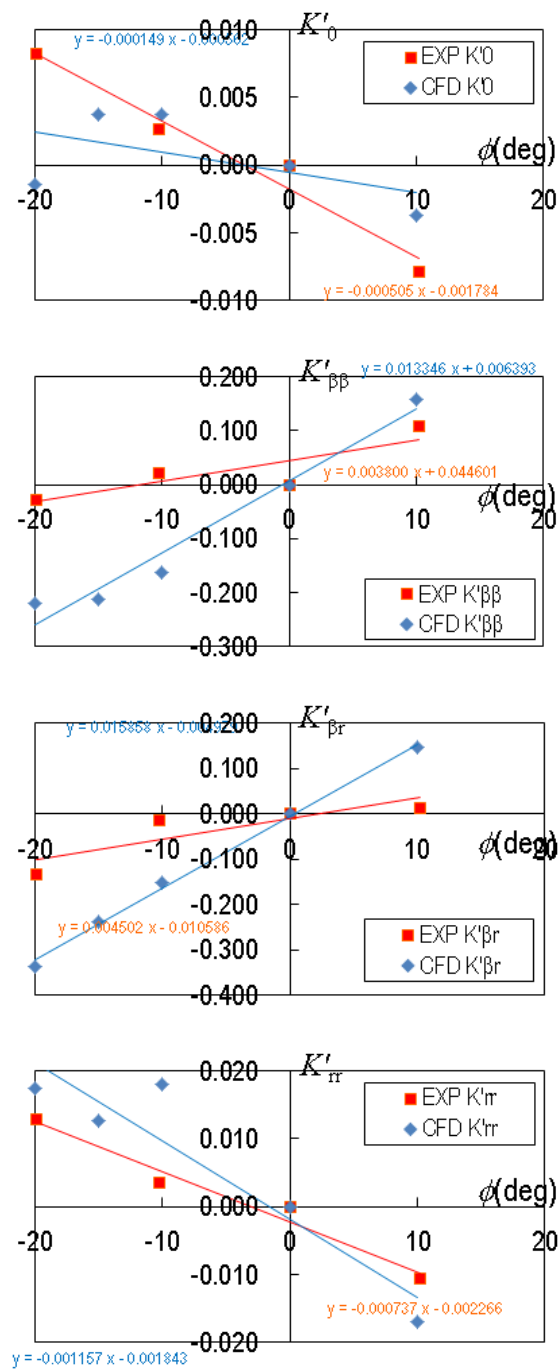 y = -0.000149 x - 0.000562
0.010
K'0
EXP K'0
CFD K'0
0.005
0.000
ϕ(deg)
-20
-10
0
10
20
-0.005
y = -0.000505 x - 0.001784
-0.010
y = 0.013346 x + 0.006393
0.200
K'ββ
0.100
y = 0.003800 x + 0.044601
0.000
ϕ(deg)
-20
-10
0
10
20
-0.100
-0.200
EXP K'ββ
CFD K'ββ
-0.300
0.200
K'βr
0.100
0.000
ϕ(deg)
-20
-10
0
10
20
-0.100
-0.200
y = 0.004502 x - 0.010586
-0.300
EXP K'βr
CFD K'βr
-0.400
0.020
K'rr
EXP K'rr
CFD K'rr
0.010
0.000
ϕ(deg)
-20
-10
0
10
20
-0.010
y = -0.000737 x - 0.002266
-0.020
y = -0.001157 x - 0.001843